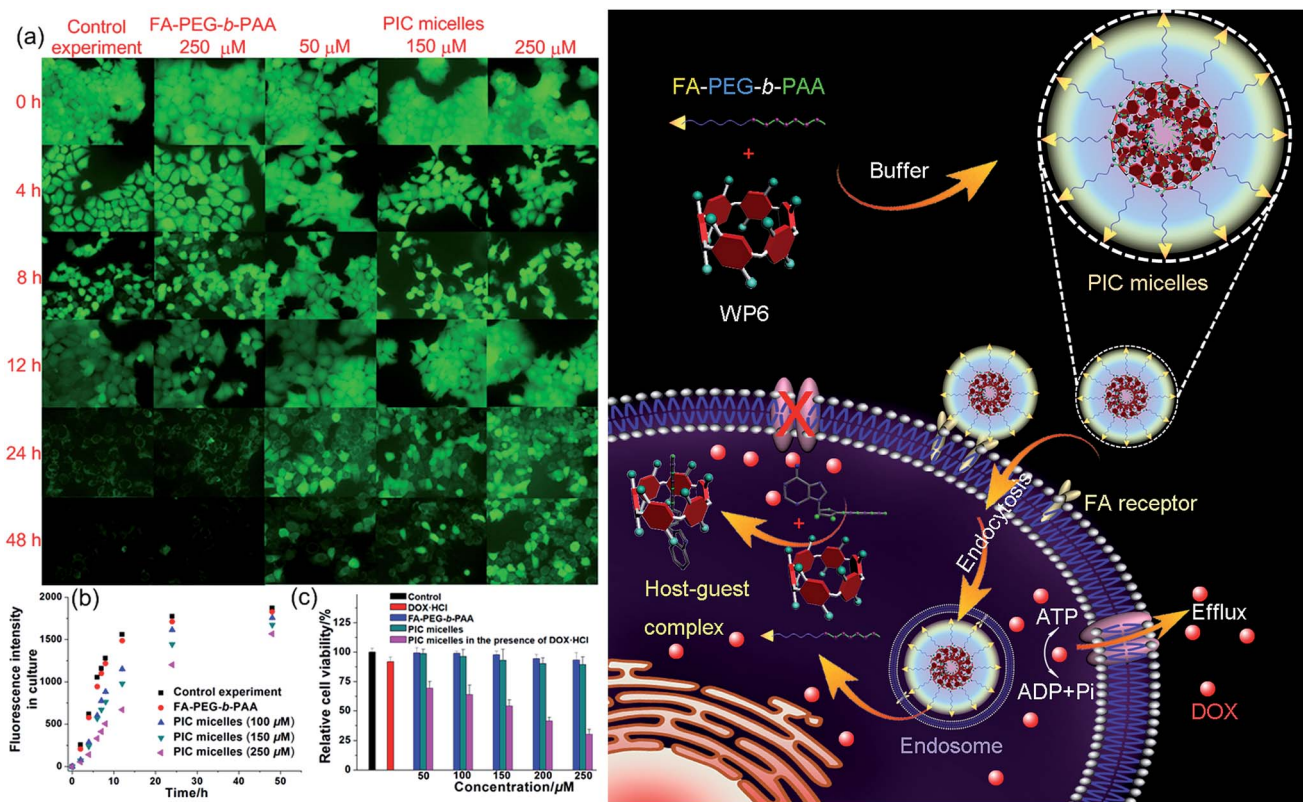 (a)
Control experiment
FA-PEG-b-PAA 250 µM
PIC micelles
50 µM
150 µM
250 µM
0 h
4 h
8 h
12 h
24 h
48 h
(b)
Fluorescence intensity
in culture
2000
1750
1500
1250
1000
750
500
250
0
0
10
20
30
40
50
Time/h
Control experiment
FA-PEG-b-PAA
PIC micelles (100 µM)
PIC micelles (150 µM)
PIC micelles (250 µM)
(c)
Control
DOX·HCl
FA-PEG-b-PAA
PIC micelles
PIC micelles in the presence of DOX·HCl
Relative cell viability/%
125
100
75
50
25
0
50
100
150
200
250
Concentration/µM
FA-PEG-b-PAA
+
WP6
Buffer
PIC micelles
X
FA receptor
Endocytosis
+
Host-guest
complex
Endosome
ATP
ADP+Pi
Efflux
DOX